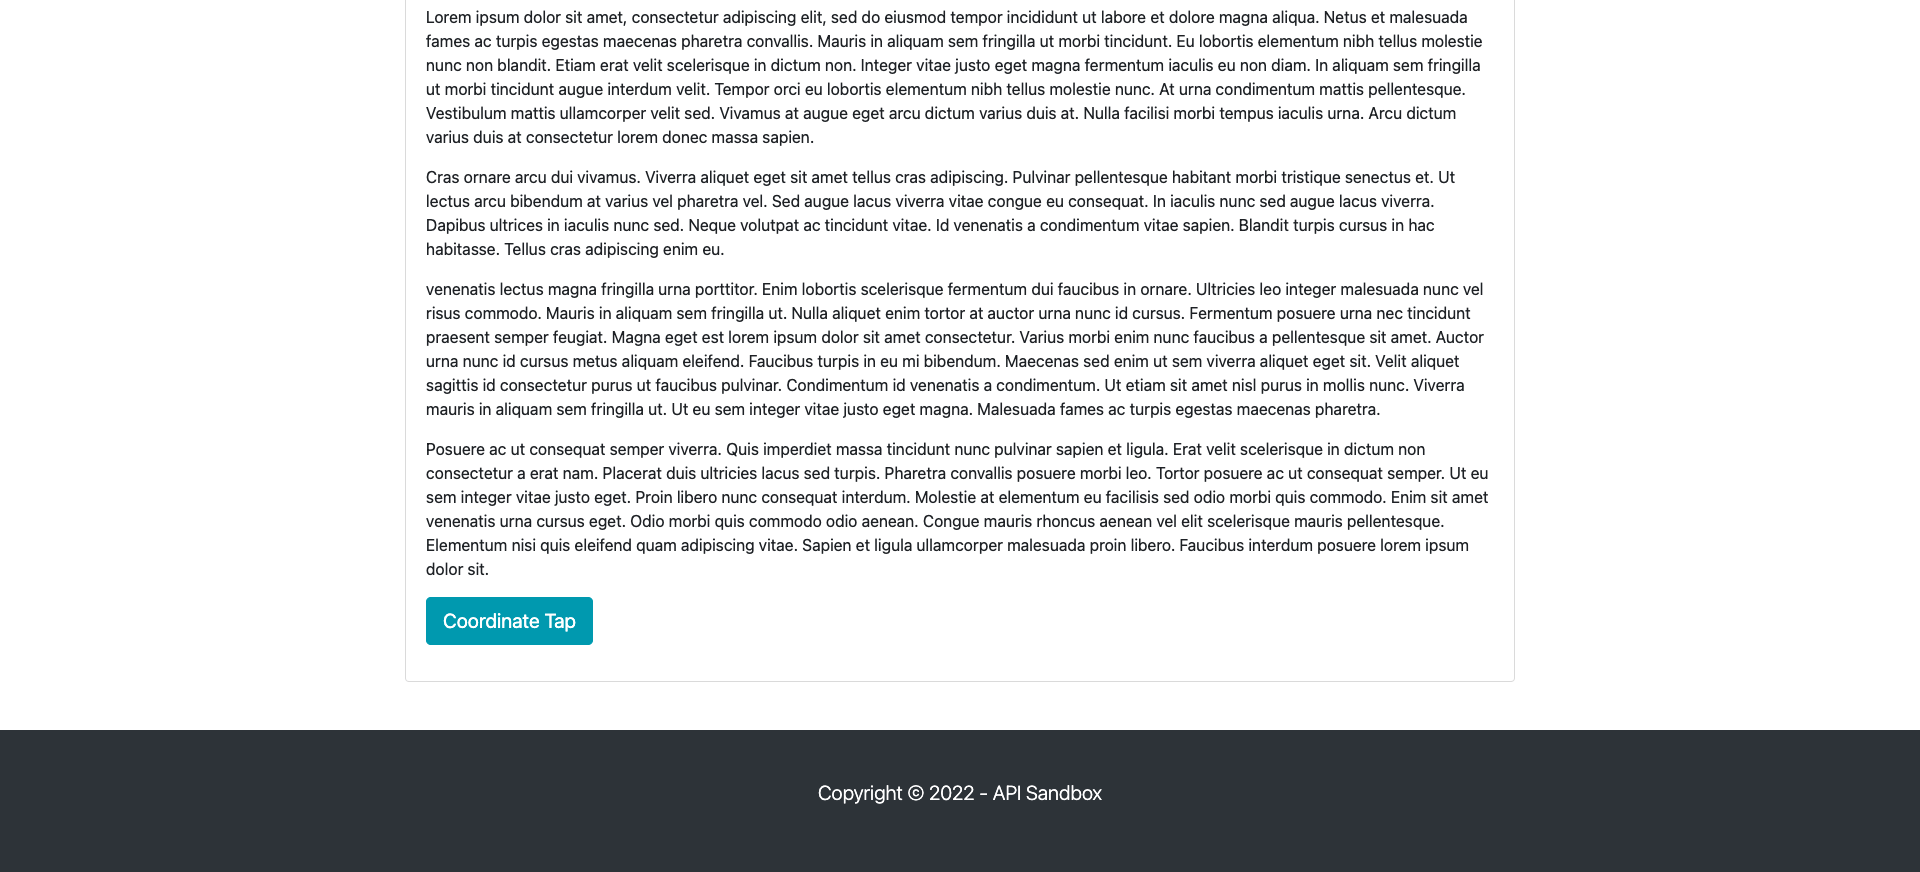 Lorem ipsum dolor sit amet, consectetur adipiscing elit, sed do eiusmod tempor incididunt ut labore et dolore magna aliqua. Netus et malesuada
fames ac turpis egestas maecenas pharetra convallis. Mauris in aliquam sem fringilla ut morbi tincidunt. Eu lobortis elementum nibh tellus molestie
nunc non blandit. Etiam erat velit scelerisque in dictum non. Integer vitae justo eget magna fermentum iaculis eu non diam. In aliquam sem fringilla
ut morbi tincidunt augue interdum velit. Tempor orci eu lobortis elementum nibh tellus molestie nunc. At urna condimentum mattis pellentesque.
Vestibulum mattis ullamcorper velit sed. Vivamus at augue eget arcu dictum varius duis at. Nulla facilisi morbi tempus iaculis urna. Arcu dictum
varius duis at consectetur lorem donec massa sapien.
Cras ornare arcu dui vivamus. Viverra aliquet eget sit amet tellus cras adipiscing. Pulvinar pellentesque habitant morbi tristique senectus et. Ut
lectus arcu bibendum at varius vel pharetra vel. Sed augue lacus viverra vitae congue eu consequat. In iaculis nunc sed augue lacus viverra.
Dapibus ultrices in iaculis nunc sed. Neque volutpat ac tincidunt vitae. Id venenatis a condimentum vitae sapien. Blandit turpis cursus in hac
habitasse. Tellus cras adipiscing enim eu.
venenatis lectus magna fringilla urna porttitor. Enim lobortis scelerisque fermentum dui faucibus in ornare. Ultricies leo integer malesuada nunc vel
risus commodo. Mauris in aliquam sem fringilla ut. Nulla aliquet enim tortor at auctor urna nunc id cursus. Fermentum posuere urna nec tincidunt
praesent semper feugiat. Magna eget est lorem ipsum dolor sit amet consectetur. Varius morbi enim nunc faucibus a pellentesque sit amet. Auctor
urna nunc id cursus metus aliquam eleifend. Faucibus turpis in eu mi bibendum. Maecenas sed enim ut sem viverra aliquet eget sit. Velit aliquet
sagittis id consectetur purus ut faucibus pulvinar. Condimentum id venenatis a condimentum. Ut etiam sit amet nisl purus in mollis nunc. Viverra
mauris in aliquam sem fringilla ut. Ut eu sem integer vitae justo eget magna. Malesuada fames ac turpis egestas maecenas pharetra.
Posuere ac ut consequat semper viverra. Quis imperdiet massa tincidunt nunc pulvinar sapien et ligula. Erat velit scelerisque in dictum non
consectetur a erat nam. Placerat duis ultricies lacus sed turpis. Pharetra convallis posuere morbi leo. Tortor posuere ac ut consequat semper. Ut eu
sem integer vitae justo eget. Proin libero nunc consequat interdum. Molestie at elementum eu facilisis sed odio morbi quis commodo. Enim sit amet
venenatis urna cursus eget. Odio morbi quis commodo odio aenean. Congue mauris rhoncus aenean vel elit scelerisque mauris pellentesque.
Elementum nisi quis eleifend quam adipiscing vitae. Sapien et ligula ullamcorper malesuada proin libero. Faucibus interdum posuere lorem ipsum
dolor sit.
Coordinate Tap
Copyright © 2022 - API Sandbox